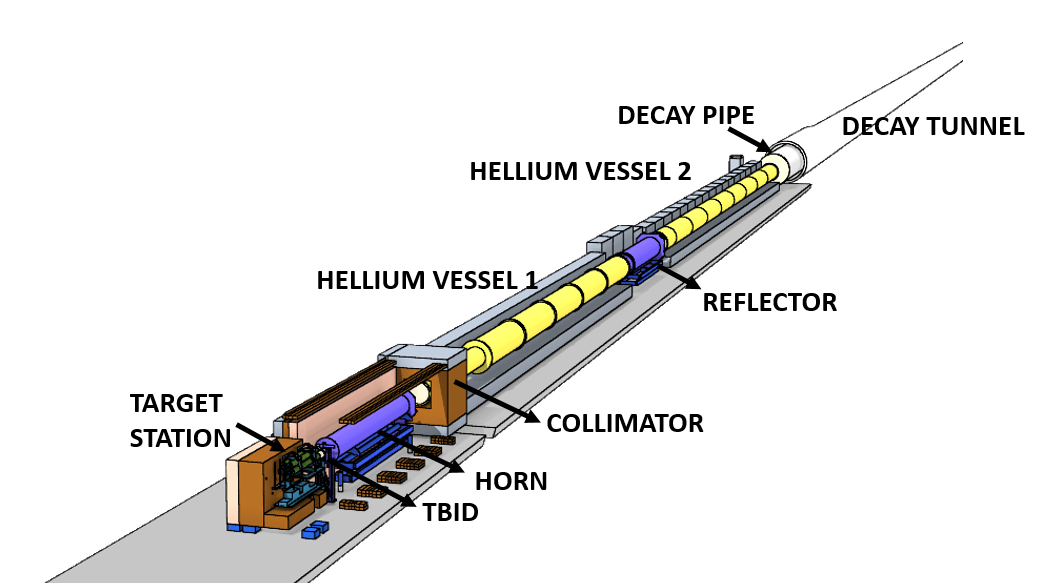 DECAY PIPE
DECAY TUNNEL
HELLIUM VESSEL 2
HELLIUM VESSEL 1
REFLECTOR
TARGET
STATION
COLLIMATOR
HORN
TBID